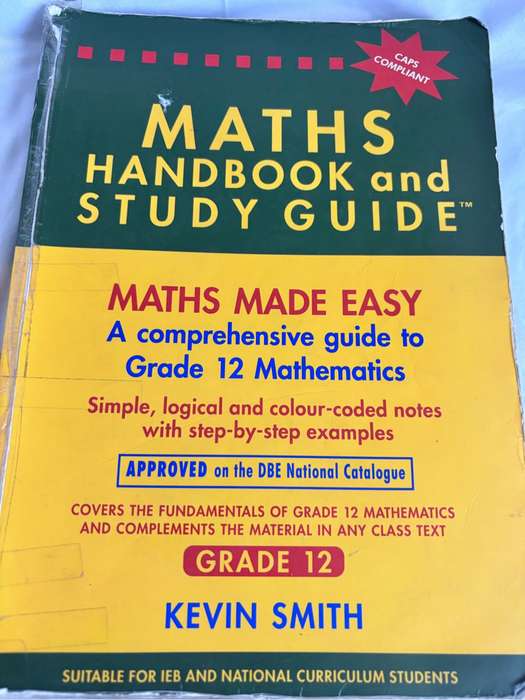 CAPS
COMPLIANT
MATHS
HANDBOOK and
STUDY GUIDE™
MATHS MADE EASY
A comprehensive guide to
Grade 12 Mathematics
Simple, logical and colour-coded notes
with step-by-step examples
APPROVED on the DBE National Catalogue
COVERS THE FUNDAMENTALS OF GRADE 12 MATHEMATICS
AND COMPLEMENTS THE MATERIAL IN ANY CLASS TEXT
GRADE 12
KEVIN SMITH
SUITABLE FOR IEB AND NATIONAL CURRICULUM STUDENTS